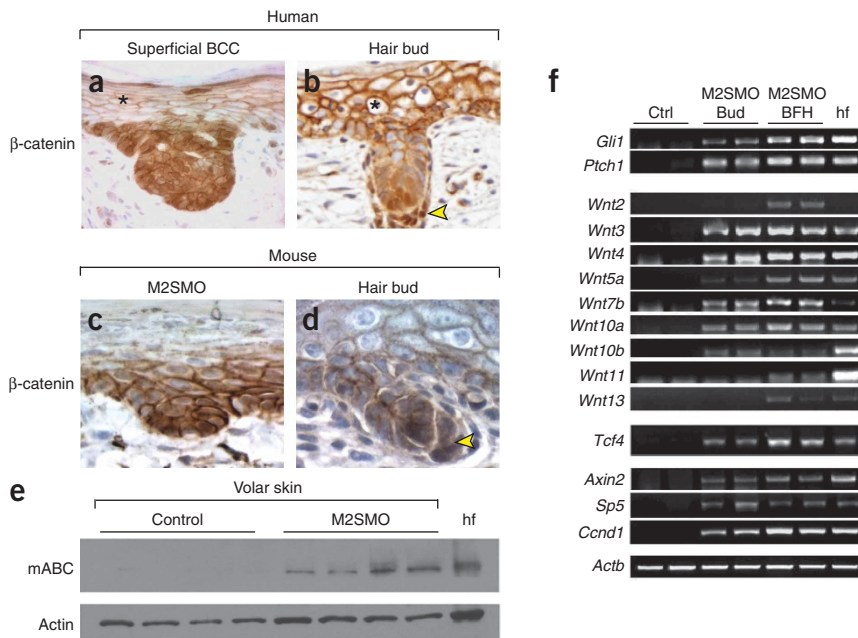 Human
Superficial BCC
Hair bud
a
*
b
*
β-catenin
Mouse
M2SMO
Hair bud
c
d
β-catenin
e
Volar skin
Control
M2SMO
hf
mABC
Actin
f
Ctrl
M2SMO
Bud
M2SMO
BFH
hf
Gli1
Ptch1
Wnt2
Wnt3
Wnt4
Wnt5a
Wnt7b
Wnt10a
Wnt10b
Wnt11
Wnt13
Tcf4
Axin2
Sp5
Ccnd1
Actb